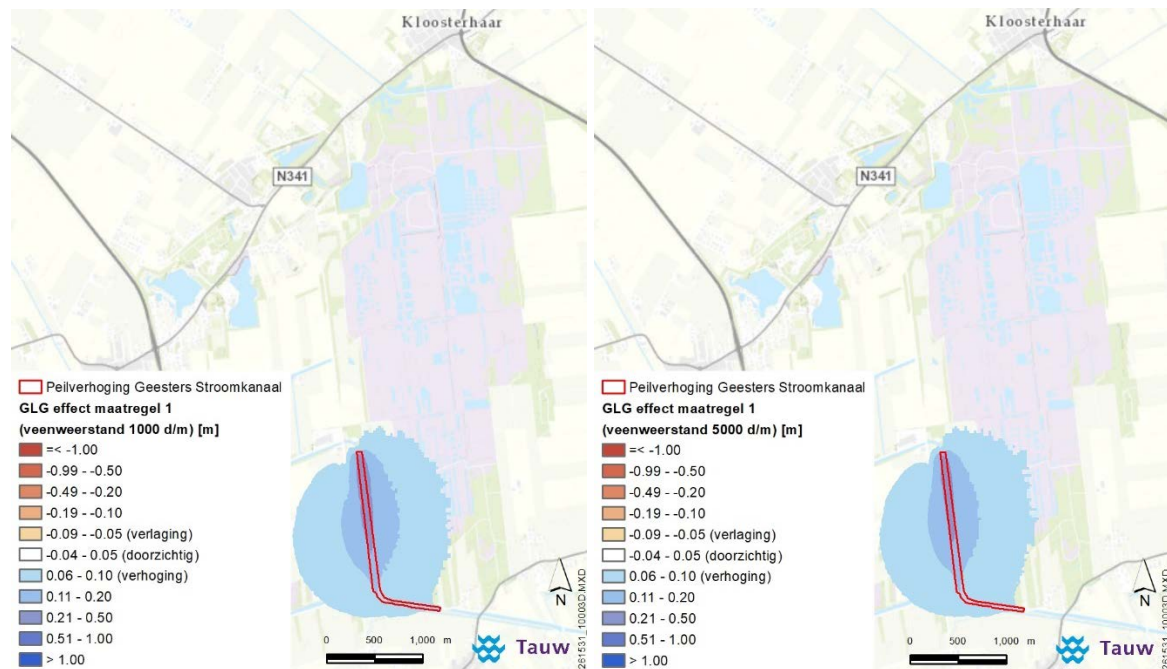 Kloosterhaar
N341
Peilverhoging Geesters Stroomkanaal
GLG effect maatregel 1
(veenweerstand 1000 d/m) [m]
=< -1.00
-0.99 - -0.50
-0.49 - -0.20
-0.19 - -0.10
-0.09 - -0.05 (verlaging)
-0.04 - 0.05 (doorzichtig)
0.06 - 0.10 (verhoging)
0.11 - 0.20
0.21 - 0.50
0.51 - 1.00
> 1.00
0 500 1,000 m
N
Tauw
261531_10003D.MXD
Kloosterhaar
N341
Peilverhoging Geesters Stroomkanaal
GLG effect maatregel 1
(veenweerstand 5000 d/m) [m]
=< -1.00
-0.99 - -0.50
-0.49 - -0.20
-0.19 - -0.10
-0.09 - -0.05 (verlaging)
-0.04 - 0.05 (doorzichtig)
0.06 - 0.10 (verhoging)
0.11 - 0.20
0.21 - 0.50
0.51 - 1.00
> 1.00
0 500 1,000 m
N
Tauw
261531_10003D.MXD